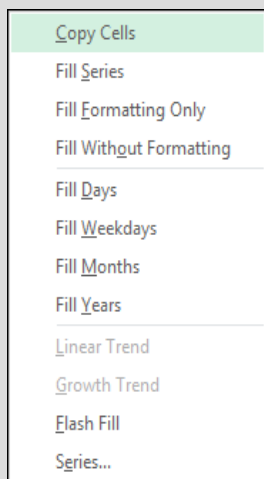 Copy Cells
Fill Series
Fill Formatting Only
Fill Without Formatting
Fill Days
Fill Weekdays
Fill Months
Fill Years
Linear Trend
Growth Trend
Flash Fill
Series...